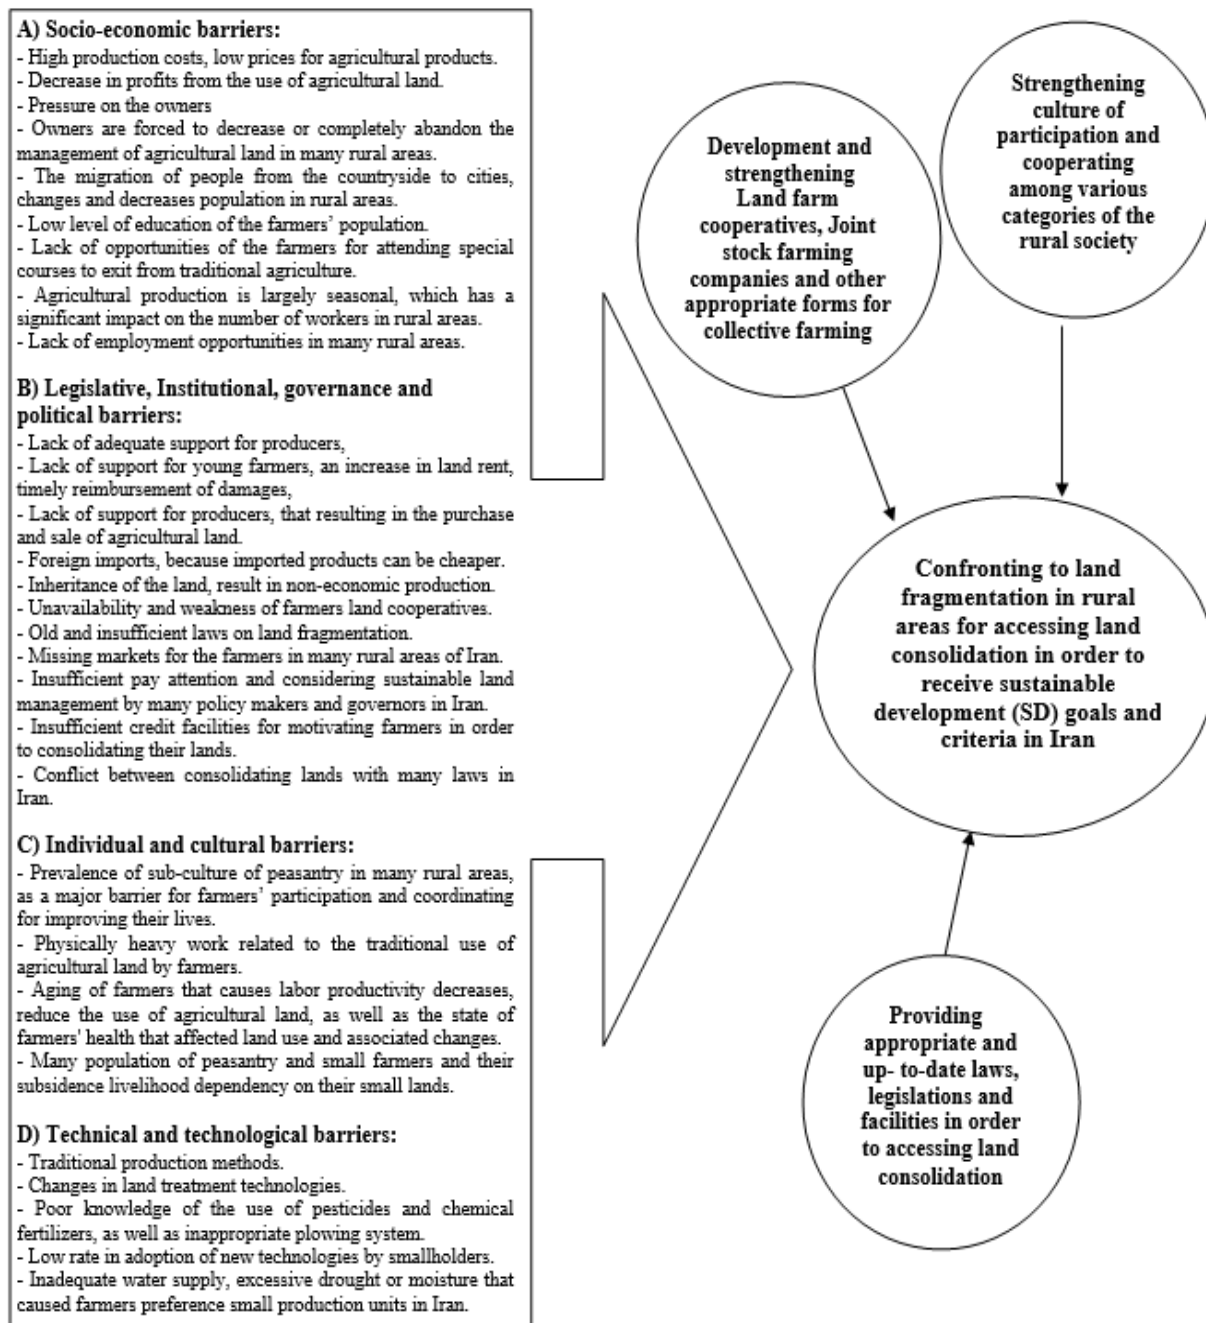 A) Socio-economic barriers:
- High production costs, low prices for agricultural products.
- Decrease in profits from the use of agricultural land.
- Pressure on the owners
- Owners are forced to decrease or completely abandon the
management of agricultural land in many rural areas.
- The migration of people from the countryside to cities,
changes and decreases population in rural areas.
- Low level of education of the farmers’ population.
- Lack of opportunities of the farmers for attending special
courses to exit from traditional agriculture.
- Agricultural production is largely seasonal, which has a
significant impact on the number of workers in rural areas.
- Lack of employment opportunities in many rural areas.
B) Legislative, Institutional, governance and
political barriers:
- Lack of adequate support for producers,
- Lack of support for young farmers, an increase in land rent,
timely reimbursement of damages,
- Lack of support for producers, that resulting in the purchase
and sale of agricultural land.
- Foreign imports, because imported products can be cheaper.
- Inheritance of the land, result in non-economic production.
- Unavailability and weakness of farmers land cooperatives.
- Old and insufficient laws on land fragmentation.
- Missing markets for the farmers in many rural areas of Iran.
- Insufficient pay attention and considering sustainable land
management by many policy makers and governors in Iran.
- Insufficient credit facilities for motivating farmers in order
to consolidating their lands.
- Conflict between consolidating lands with many laws in
Iran.
C) Individual and cultural barriers:
- Prevalence of sub-culture of peasantry in many rural areas,
as a major barrier for farmers’ participation and coordinating
for improving their lives.
- Physically heavy work related to the traditional use of
agricultural land by farmers.
- Aging of farmers that causes labor productivity decreases,
reduce the use of agricultural land, as well as the state of
farmers' health that affected land use and associated changes.
- Many population of peasantry and small farmers and their
subsidence livelihood dependency on their small lands.
D) Technical and technological barriers:
- Traditional production methods.
- Changes in land treatment technologies.
- Poor knowledge of the use of pesticides and chemical
fertilizers, as well as inappropriate plowing system.
- Low rate in adoption of new technologies by smallholders.
- Inadequate water supply, excessive drought or moisture that
caused farmers preference small production units in Iran.
Development and
strengthening
Land farm
cooperatives, Joint
stock farming
companies and other
appropriate forms for
collective farming
Strengthening
culture of
participation and
cooperating
among various
categories of the
rural society
Confronting to land
fragmentation in rural
areas for accessing land
consolidation in order to
receive sustainable
development (SD) goals and
criteria in Iran
Providing
appropriate and
up- to-date laws,
legislations and
facilities in order
to accessing land
consolidation